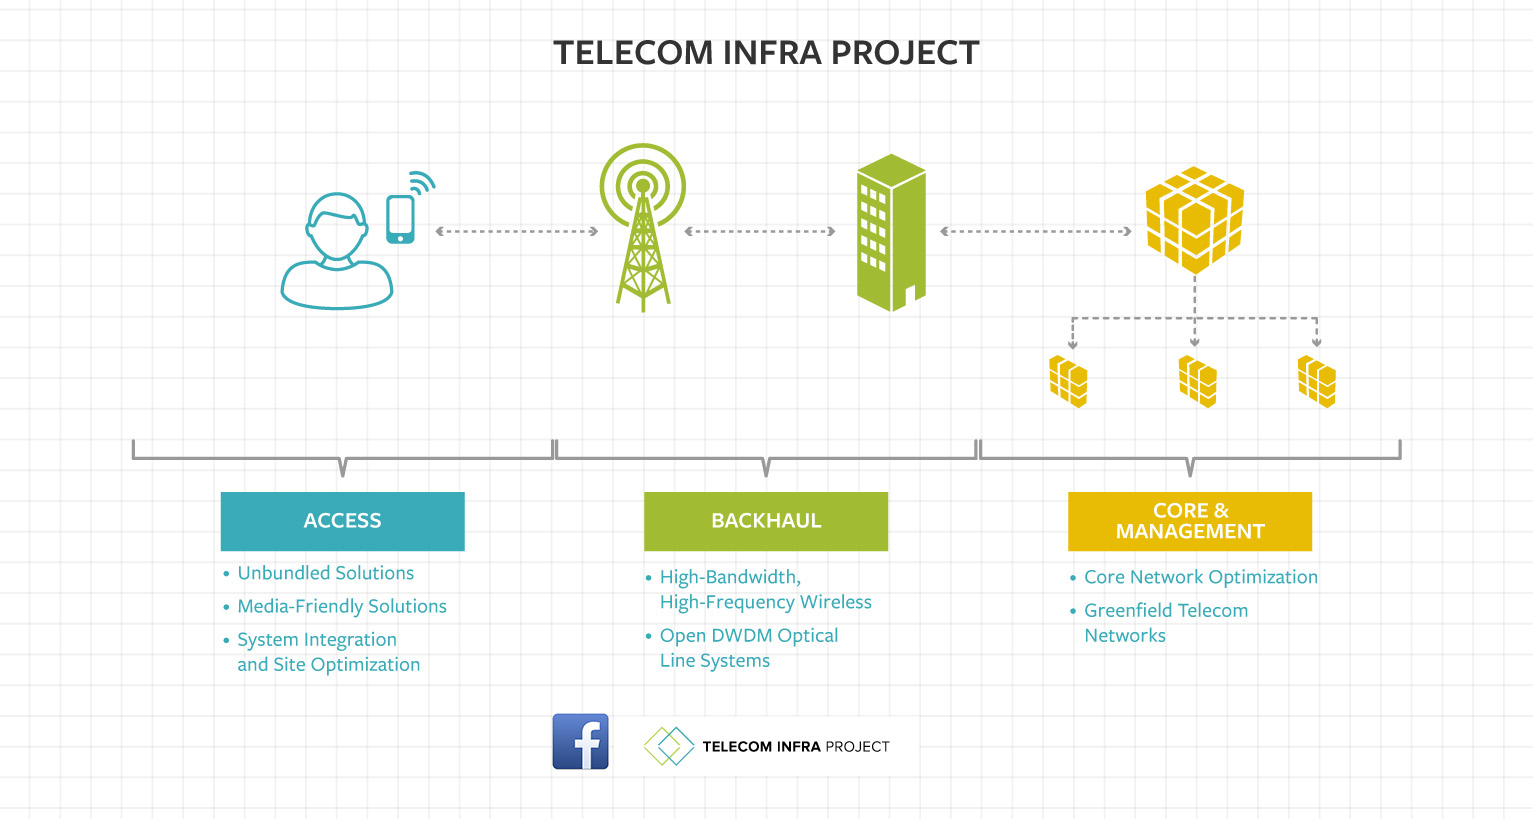 TELECOM INFRA PROJECT
ACCESS
• Unbundled Solutions
• Media-Friendly Solutions
• System Integration
and Site Optimization
BACKHAUL
• High-Bandwidth,
High-Frequency Wireless
• Open DWDM Optical
Line Systems
CORE &
MANAGEMENT
• Core Network Optimization
• Greenfield Telecom
Networks
f
TELECOM INFRA PROJECT